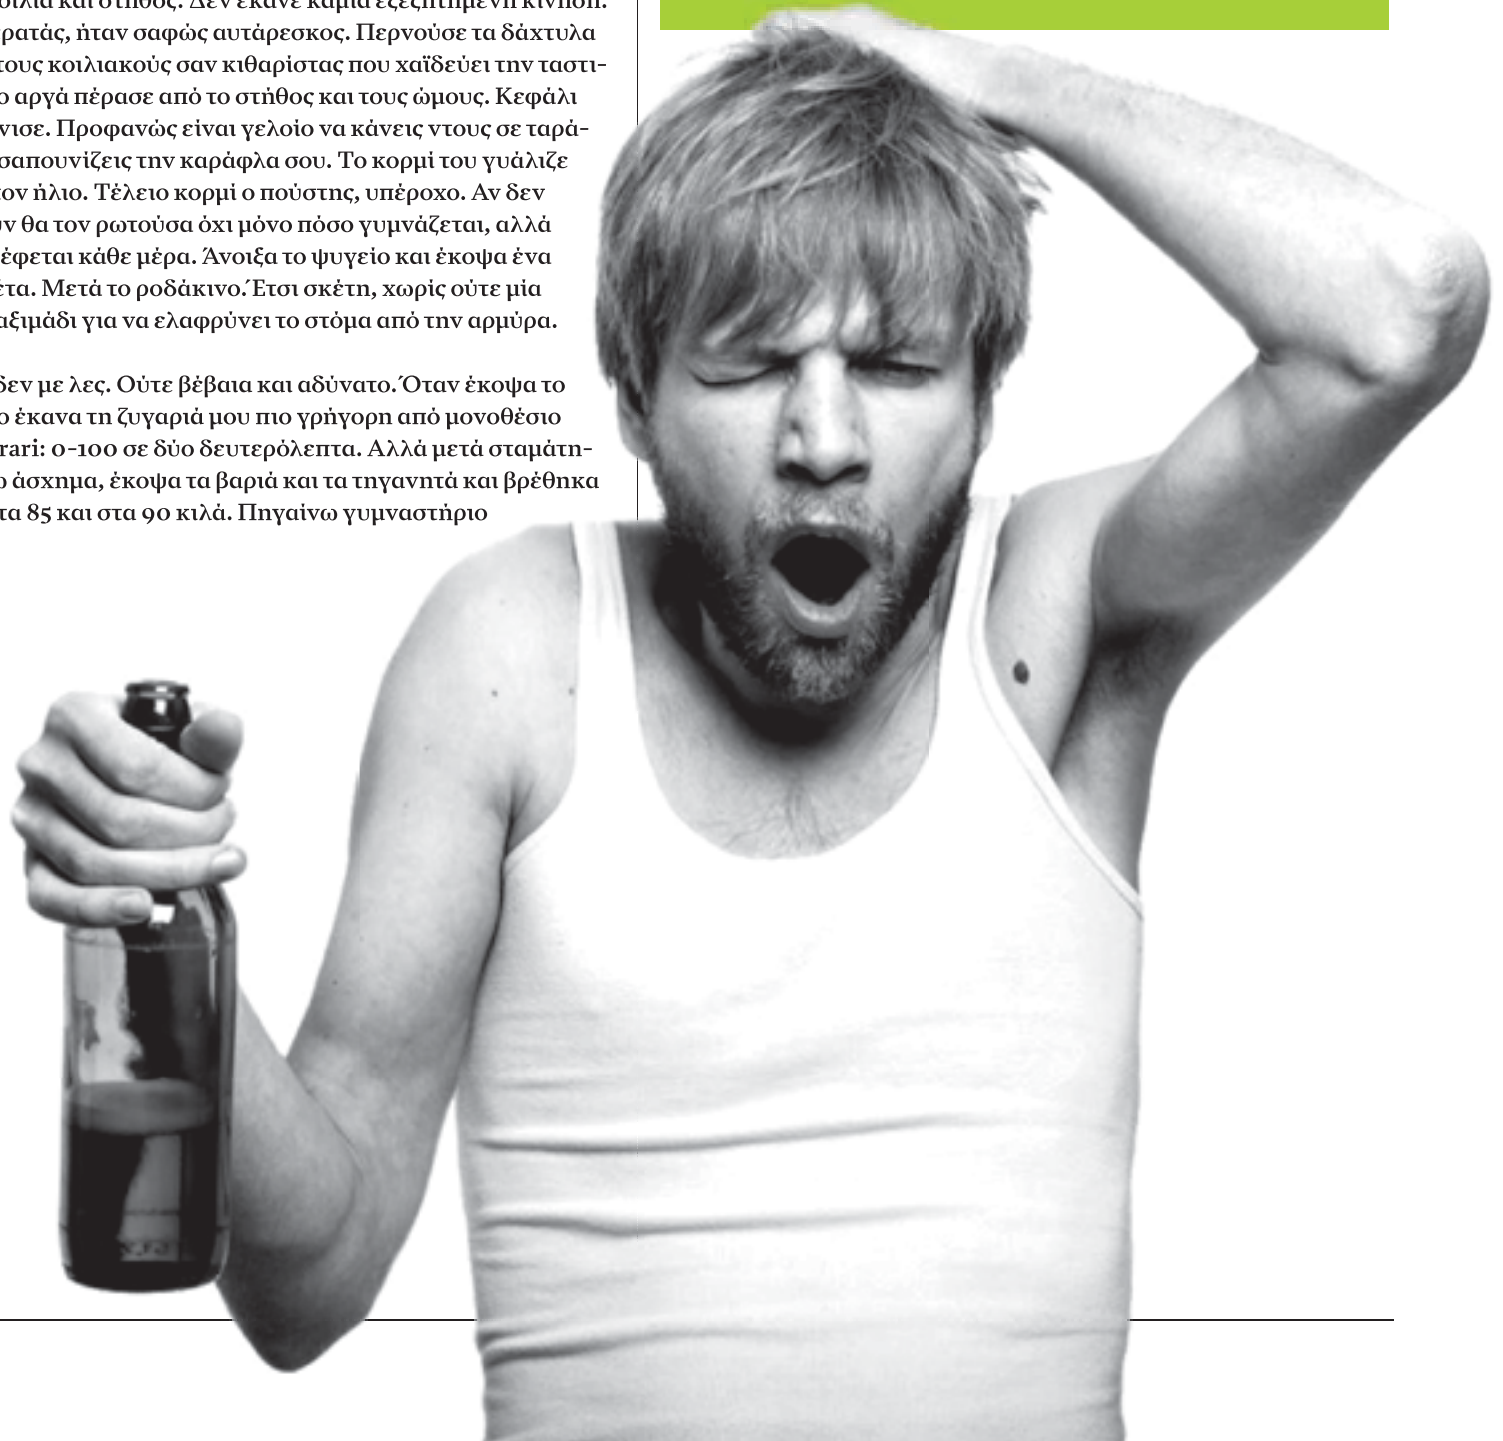 κοιλιά και στήθος. Δεν έκανε καμία εξεζητημένη κίνηση.
ρατάς, ήταν σαφώς αυτάρεσκος. Περνούσε τα δάχτυλα
τους κοιλιακούς σαν κιθαρίστας που χαϊδεύει την ταστι-
ο αργά πέρασε από το στήθος και τους ώμους. Κεφάλι
νισε. Προφανώς είναι γελοίο να κάνεις ντους σε ταρά-
σαπουνίζεις την καράφλα σου. Το κορμί του γυάλιζε
τον ήλιο. Τέλειο κορμί ο πούστης, υπέροχο. Αν δεν
υν θα τον ρωτούσα όχι μόνο πόσο γυμνάζεται, αλλά
έφεται κάθε μέρα. Άνοιξα το ψυγείο και έκοψα ένα
έτα. Μετά το ροδάκινο. Έτσι σκέτη, χωρίς ούτε μία
αξιμάδι για να ελαφρύνει το στόμα από την αρμύρα.
δεν με λες. Ούτε βέβαια και αδύνατο. Όταν έκοψα το
ο έκανα τη ζυγαριά μου πιο γρήγορη από μονοθέσιο
rari: 0-100 σε δύο δευτερόλεπτα. Αλλά μετά σταμάτη-
ω άσχημα, έκοψα τα βαριά και τα τηγανητά και βρέθηκα
τα 85 και στα 90 κιλά. Πηγαίνω γυμναστήριο